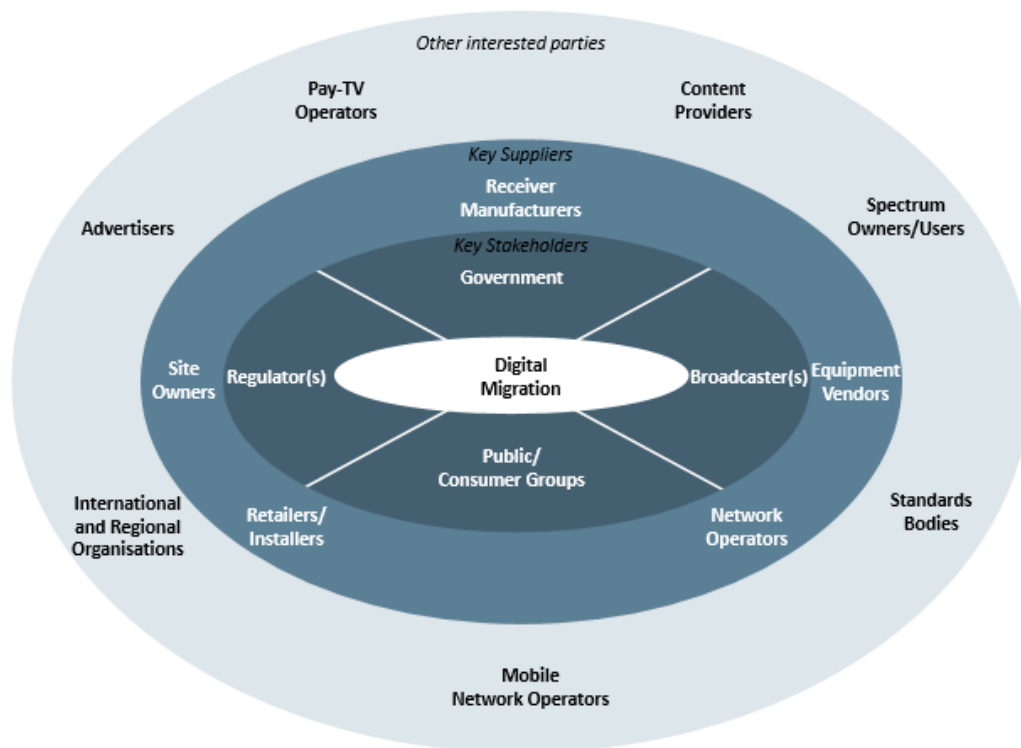 Other interested parties
Pay-TV
Operators
Content
Providers
Key Suppliers
Receiver
Manufacturers
Advertisers
Spectrum
Owners/Users
Key Stakeholders
Government
Site
Owners
Regulator(s)
Digital
Migration
Broadcaster(s)
Equipment
Vendors
Public/
Consumer Groups
International
and Regional
Organisations
Retailers/
Installers
Network
Operators
Standards
Bodies
Mobile
Network Operators